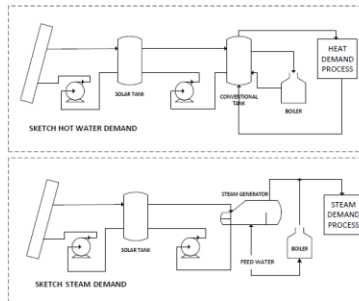 HEAT
DEMAND
PROCESS
SOLAR TANK
CONVENTIONAL
TANK
BOILER
SKETCH HOT WATER DEMAND
STEAM GENERATOR
STEAM
DEMAND
PROCESS
SOLAR TANK
FEED WATER
BOILER
SKETCH STEAM DEMAND